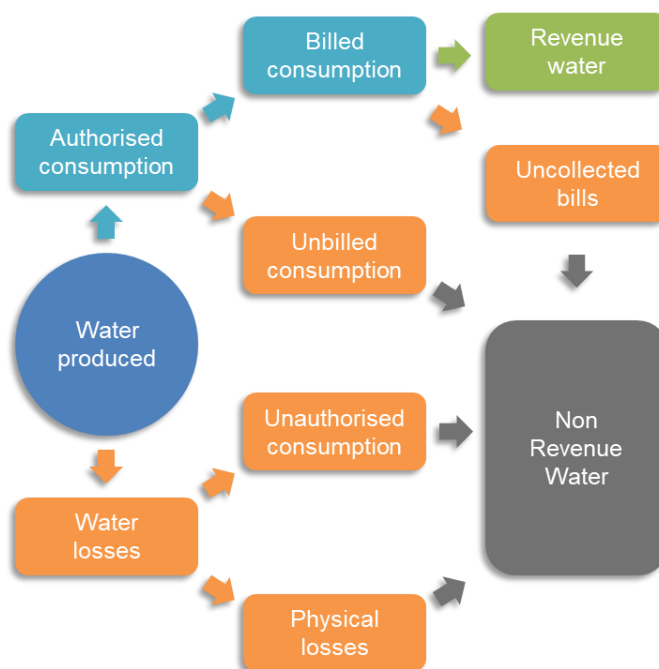 Billed
consumption
Revenue
water
Authorised
consumption
Uncollected
bills
Unbilled
consumption
Water
produced
Unauthorised
consumption
Non
Revenue
Water
Water
losses
Physical
losses